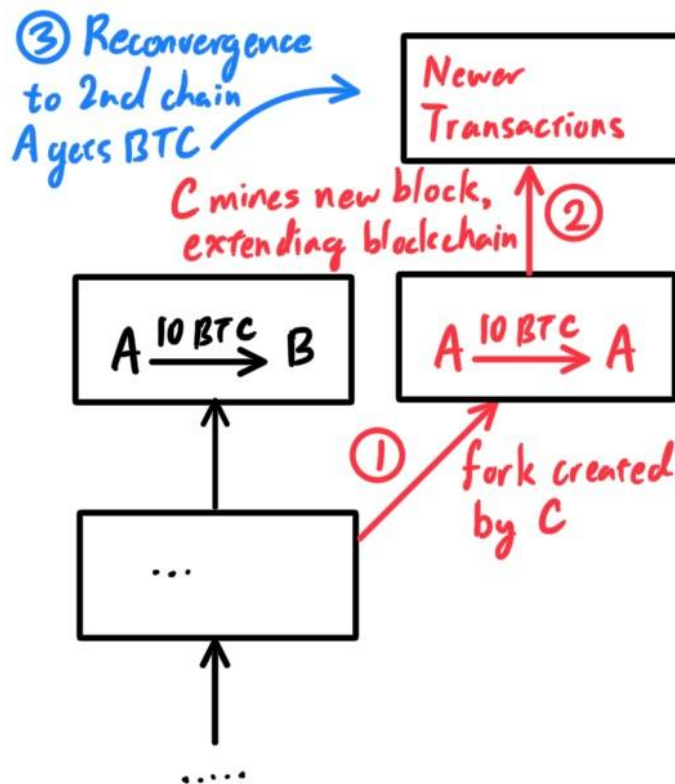 ③ Reconvergence
to 2nd chain
A gers BTC
Newer
Transactions
C mines new block,
extending blockchain
②
A 10 BTC B
A 10 BTC A
①
fork created
by C
...
.....